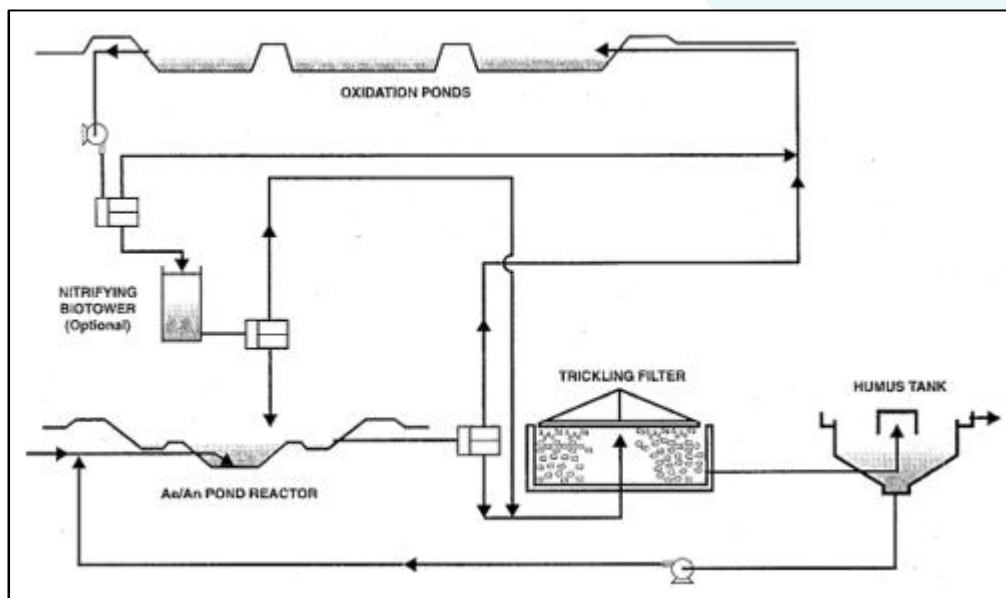 OXIDATION PONDS
NITRIFYING
BIOTOWER
(Optional)
TRICKLING FILTER
HUMUS TANK
Ae/An POND REACTOR